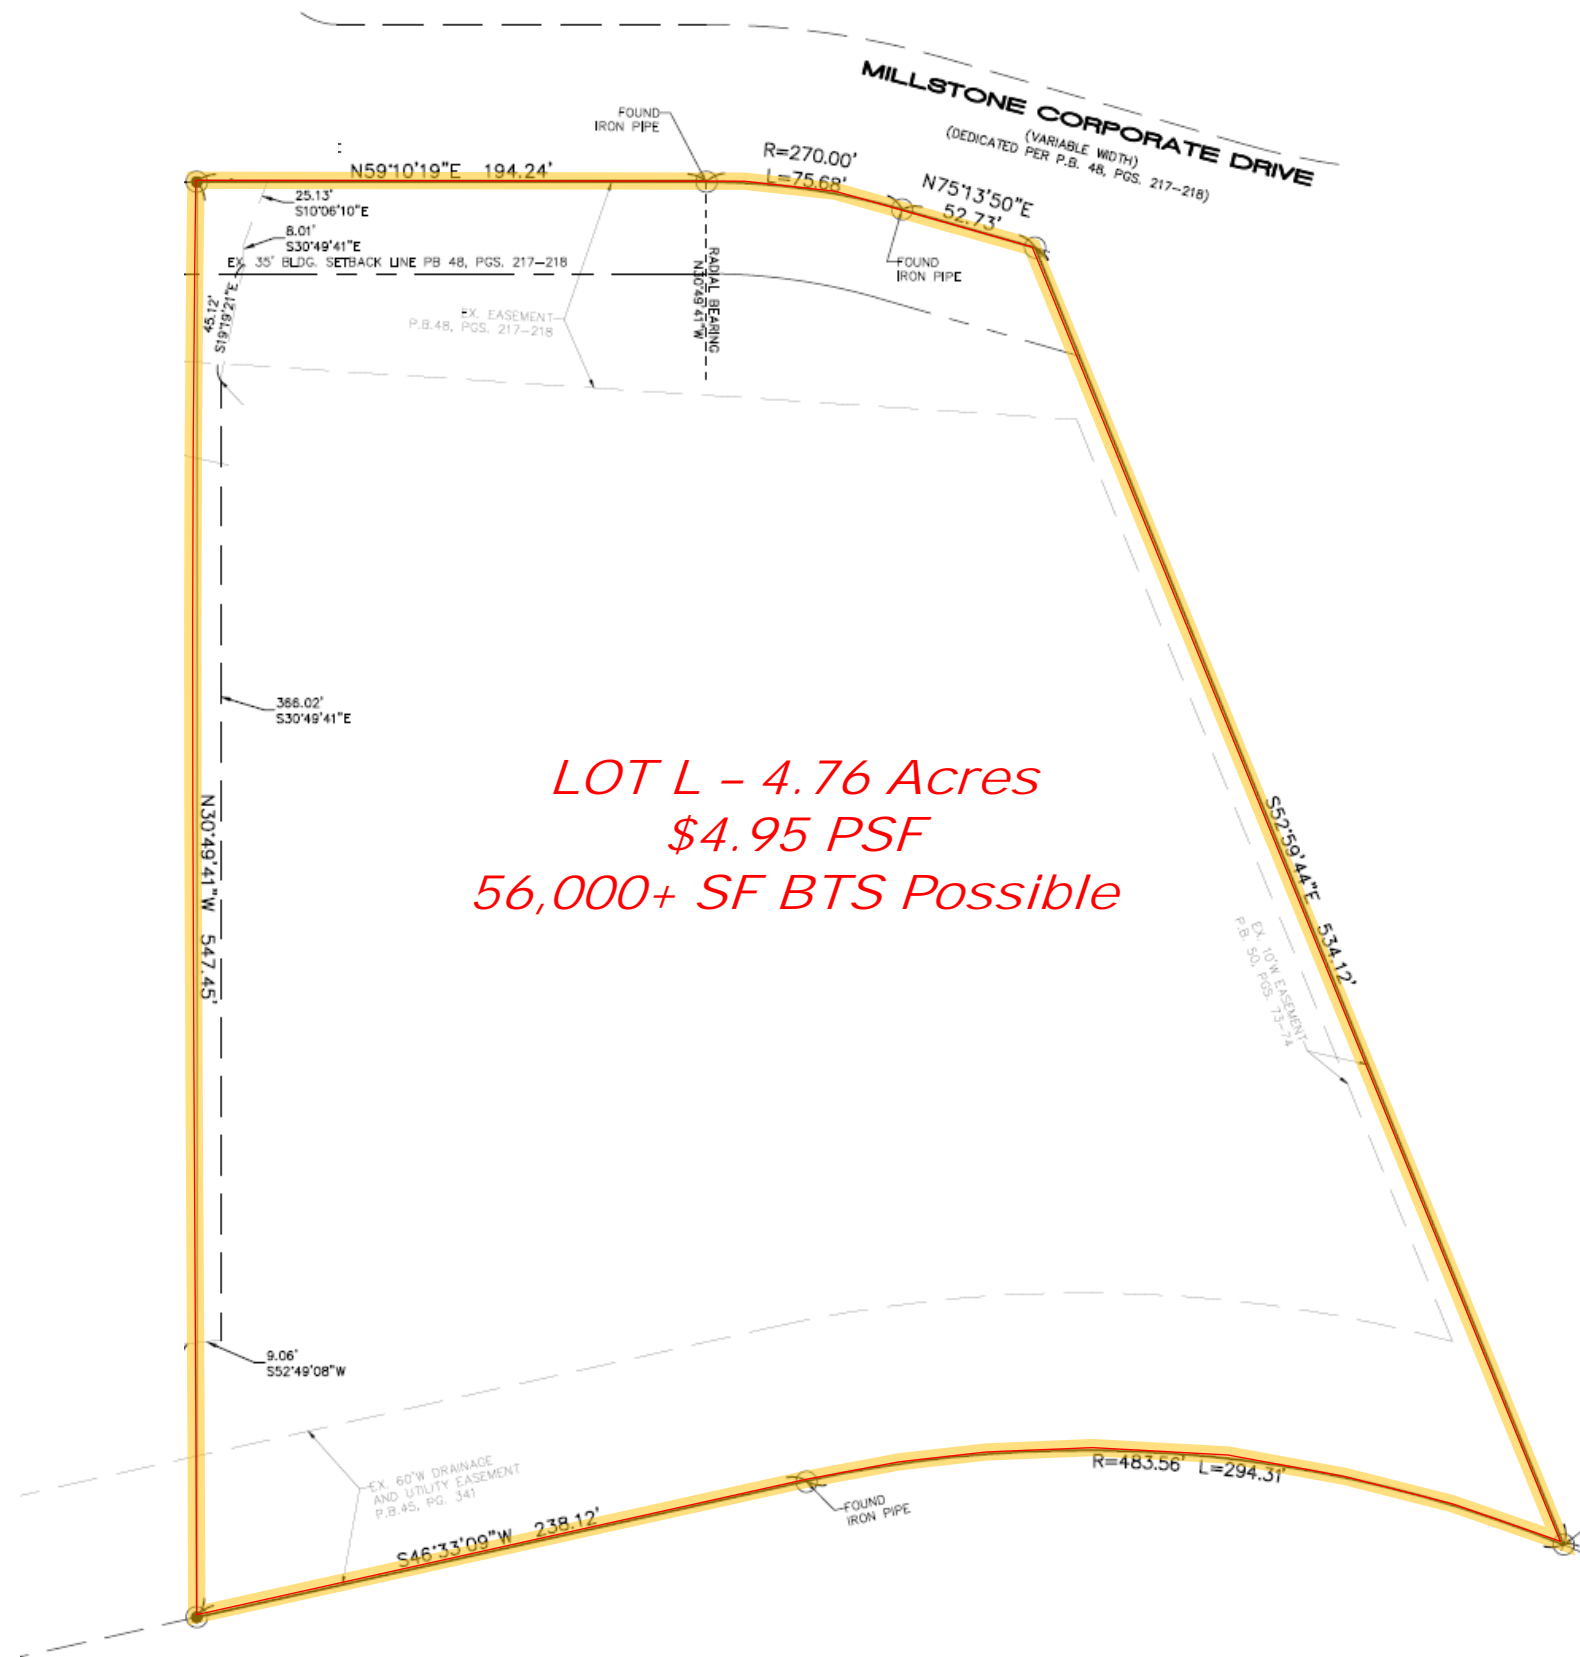 MILLSTONE CORPORATE DRIVE
(VARIABLE WIDTH)
(DEDICATED PER P.B. 48, PGS. 217-218)
FOUND
IRON PIPE
N59°10'19"E 194.24'
R=270.00'
L=75.68'
N75°13'50"E
52.73'
25.13'
S10°06'10"E
8.01'
S30°49'41"E
EX. 35' BLDG. SETBACK LINE PB 48, PGS. 217-218
FOUND
IRON PIPE
45.12'
S19°19'21"E
EX. EASEMENT
P.B.48, PGS. 217-218
RADIAL BEARING
N30°49'41"W
366.02'
S30°49'41"E
LOT L – 4.76 Acres
$4.95 PSF
56,000+ SF BTS Possible
N30°49'41"W 547.45'
S52°59'44"E 534.12'
EX. 10'W EASEMENT
P.B. 50, PGS. 73-74
9.06'
S52°49'08"W
EX. 60'W DRAINAGE
AND UTILITY EASEMENT
P.B.45, PG. 341
R=483.56' L=294.31'
S46°33'09"W 238.12'
FOUND
IRON PIPE